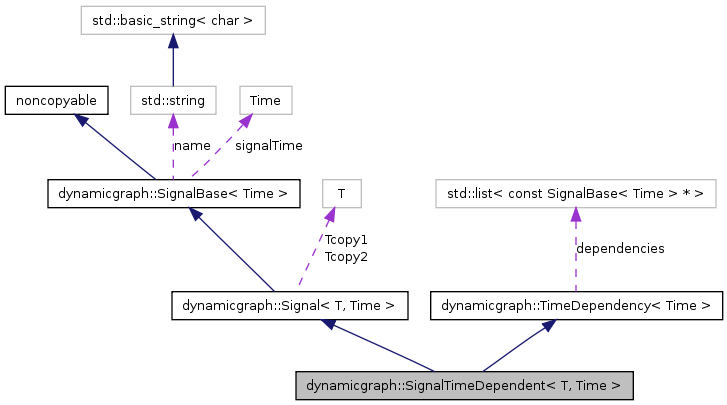 std::basic_string< char >
noncopyable
std::string
Time
name
signalTime
dynamicgraph::SignalBase< Time >
T
std::list< const SignalBase< Time > * >
Tcopy1
Tcopy2
dependencies
dynamicgraph::Signal< T, Time >
dynamicgraph::TimeDependency< Time >
dynamicgraph::SignalTimeDependent< T, Time >